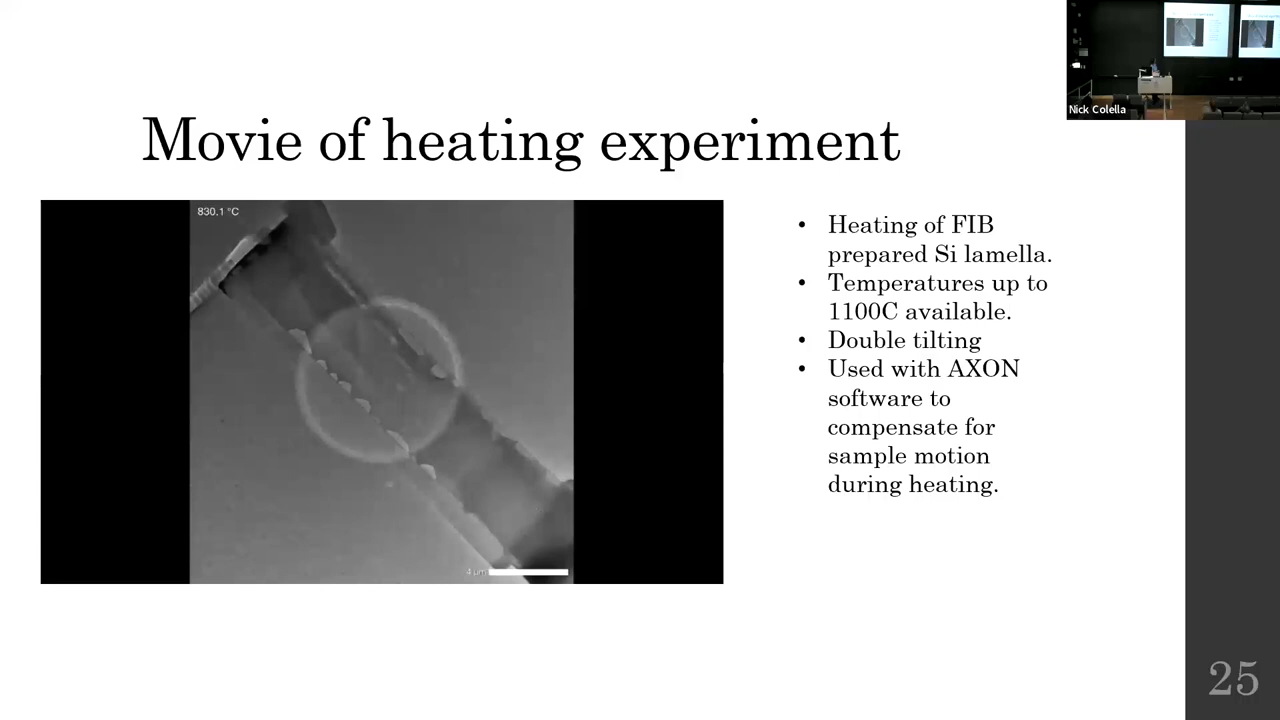 Nick Colella
Movie of heating experiment
830.1 °C
4 µm
• Heating of FIB
prepared Si lamella.
• Temperatures up to
1100C available.
• Double tilting
• Used with AXON
software to
compensate for
sample motion
during heating.
25